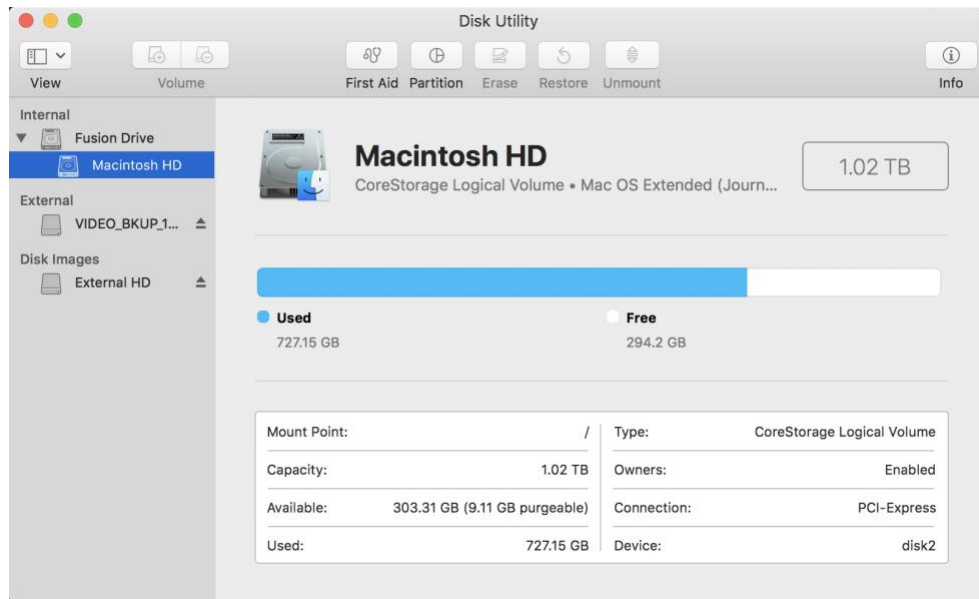 Disk Utility
View
Volume
First Aid
Partition
Erase
Restore
Unmount
Info
Internal
Fusion Drive
Macintosh HD
External
VIDEO_BKUP_1...
Disk Images
External HD
Macintosh HD
CoreStorage Logical Volume • Mac OS Extended (Journ...
1.02 TB
Used
727.15 GB
Free
294.2 GB
Mount Point: /
Capacity: 1.02 TB
Available: 303.31 GB (9.11 GB purgeable)
Used: 727.15 GB
Type: CoreStorage Logical Volume
Owners: Enabled
Connection: PCI-Express
Device: disk2